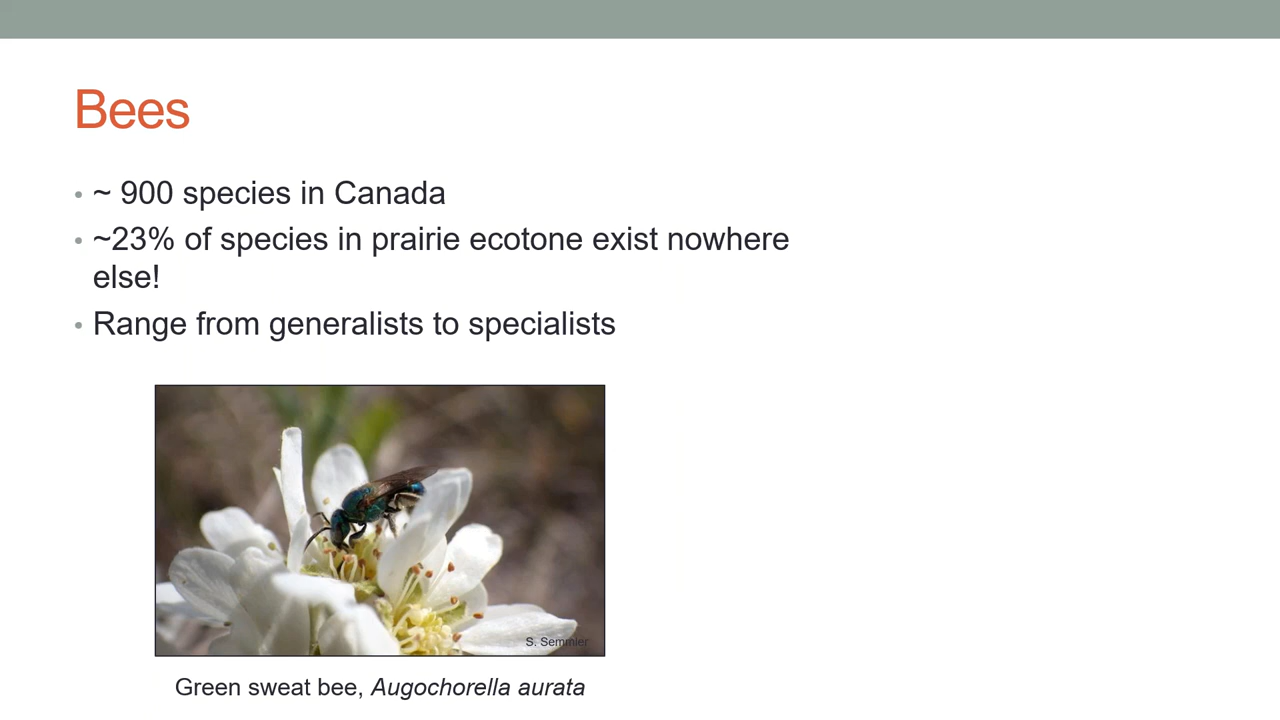 Bees
• ~ 900 species in Canada
• ~23% of species in prairie ecotone exist nowhere
else!
• Range from generalists to specialists
S. Semmler
Green sweat bee, Augochorella aurata